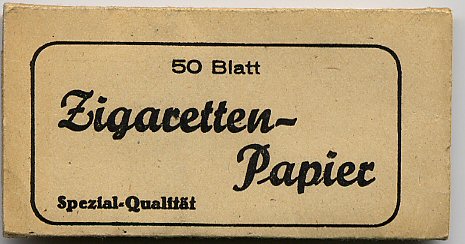 50 Blatt
Zigaretten-
Papier
Spezial-Qualität